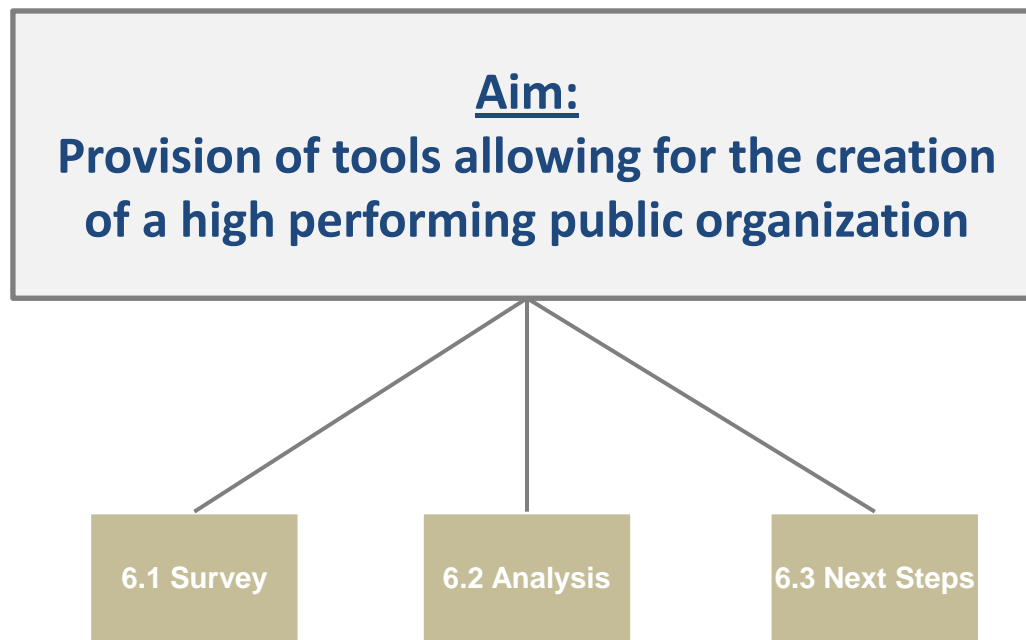 Aim:
Provision of tools allowing for the creation
of a high performing public organization
6.1 Survey
6.2 Analysis
6.3 Next Steps